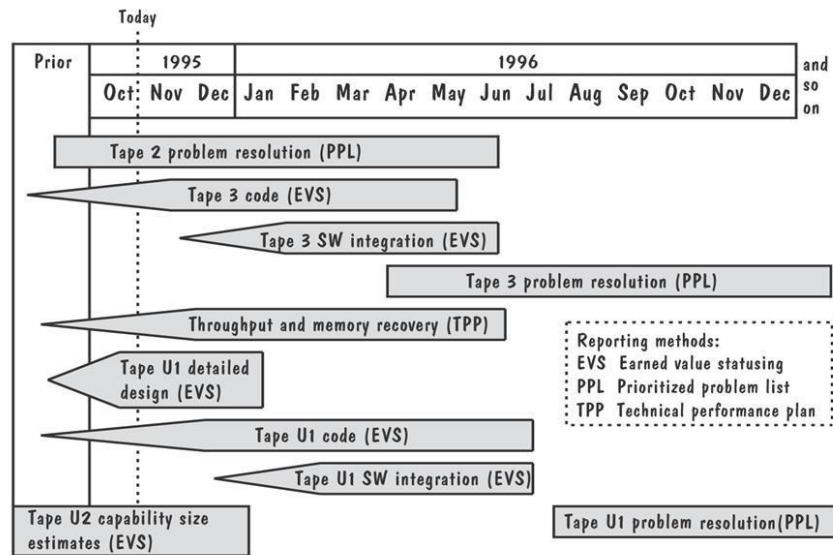 Today
Prior
1995
1996
and
so
on
Oct Nov Dec Jan Feb Mar Apr May Jun Jul Aug Sep Oct Nov Dec
Tape 2 problem resolution (PPL)
Tape 3 code (EVS)
Tape 3 SW integration (EVS)
Tape 3 problem resolution (PPL)
Throughput and memory recovery (TPP)
Reporting methods:
EVS Earned value statusing
PPL Prioritized problem list
TPP Technical performance plan
Tape U1 detailed
design (EVS)
Tape U1 code (EVS)
Tape U1 SW integration (EVS)
Tape U2 capability size
estimates (EVS)
Tape U1 problem resolution(PPL)